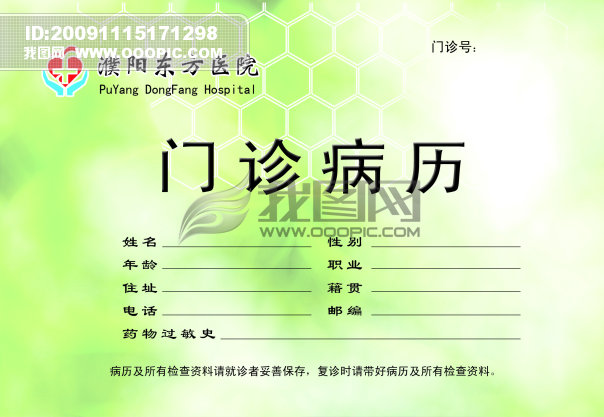 ID:20091115171298
我图网 www.OOOPIC.com
门诊号:
濮阳东方医院
PuYang DongFang Hospital
门诊病历
我图网
WWW.OOOPIC.COM
姓名 性别
年龄 职业
住址 籍贯
电话 邮编
药物过敏史
病历及所有检查资料请就诊者妥善保存，复诊时请带好病历及所有检查资料。